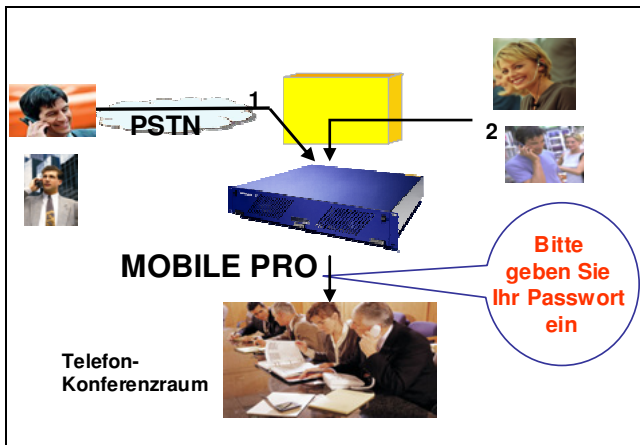 1
PSTN
2
MOBILE PRO
Bitte
geben Sie
Ihr Passwort
ein
Telefon-
Konferenzraum